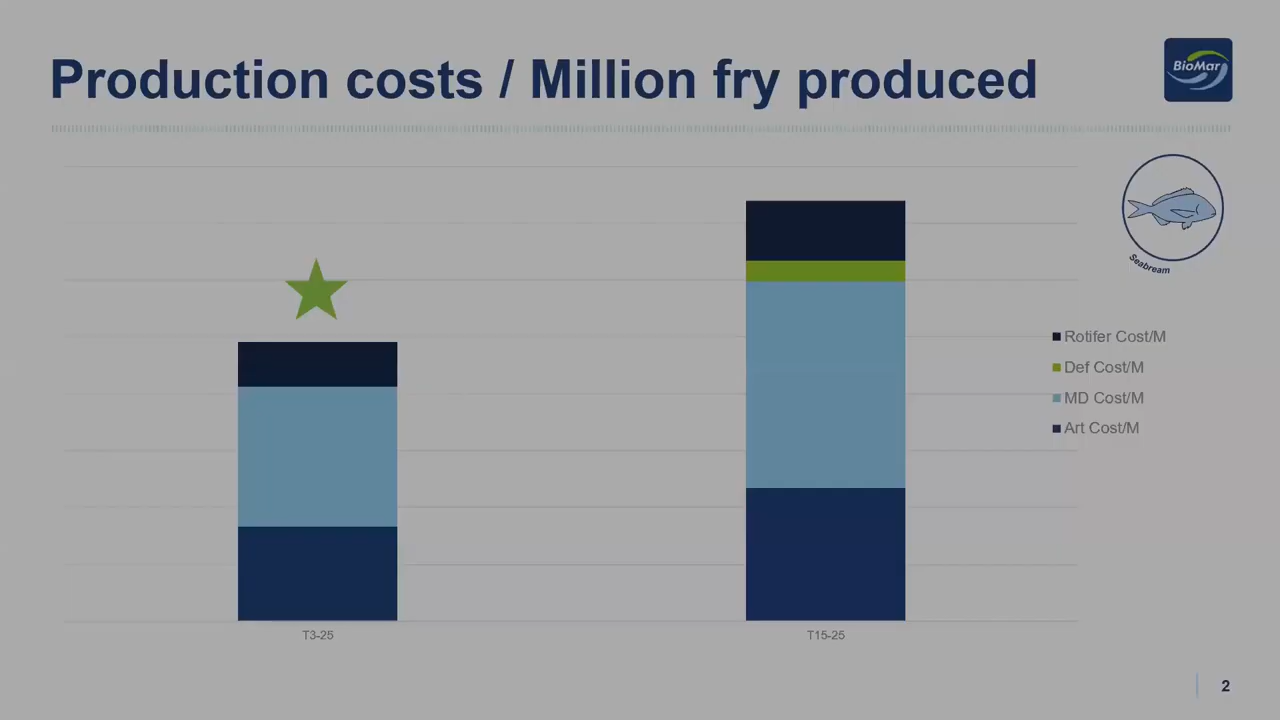 Production costs / Million fry produced
BioMar
Seabream
Rotifer Cost/M
Def Cost/M
MD Cost/M
Art Cost/M
T3-25
T15-25
2